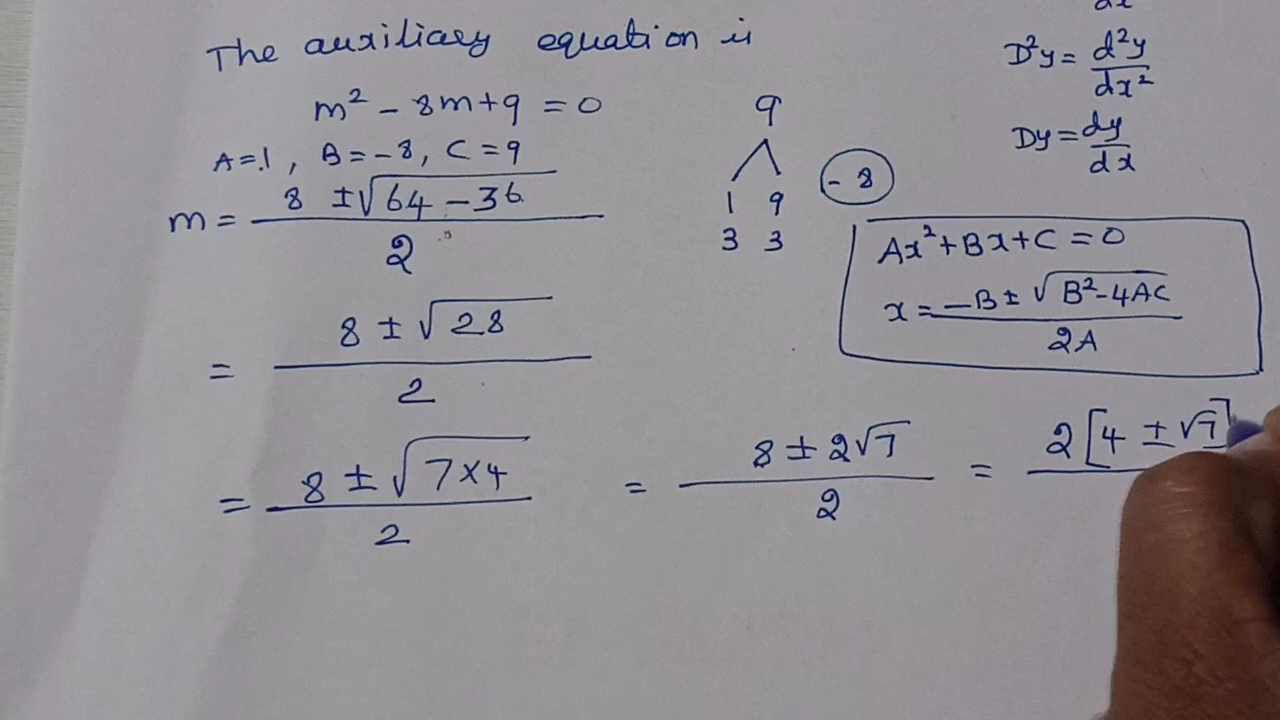 The auxiliary equation is
m² - 8m + 9 = 0
A = 1, B = -8, C = 9
m = 8 ± √64 - 36 / 2
= 8 ± √28 / 2
= 8 ± √7×4 / 2 = 8 ± 2√7 / 2 = 2[4 ± √7]
9
1 9
3 3
- 8
dx
D²y = d²y / dx²
Dy = dy / dx
Ax² + Bx + C = 0
x = -B ± √B² - 4AC / 2A